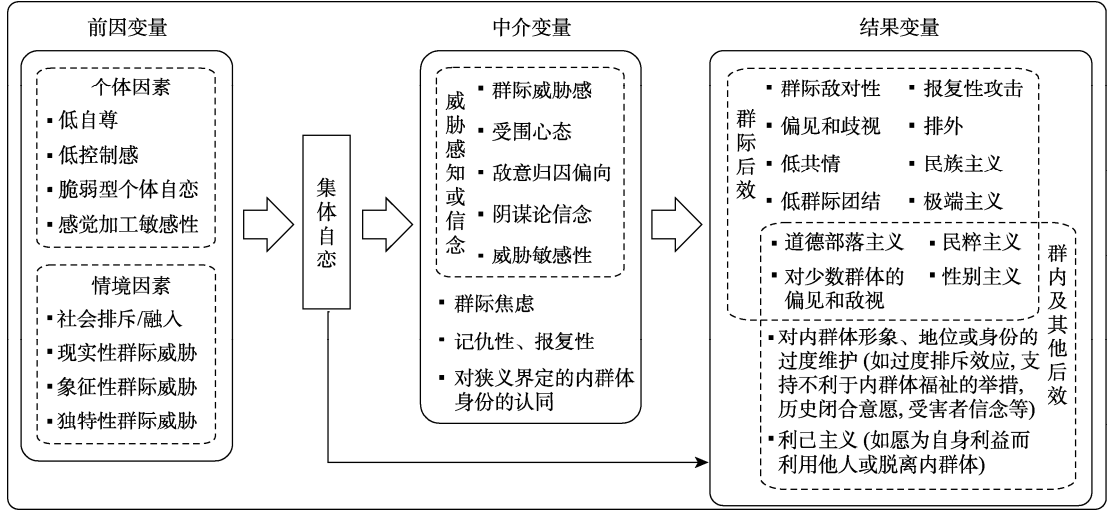 前因变量
个体因素
▪ 低自尊
▪ 低控制感
▪ 脆弱型个体自恋
▪ 感觉加工敏感性
情境因素
▪ 社会排斥/融入
▪ 现实性群际威胁
▪ 象征性群际威胁
▪ 独特性群际威胁
集体自恋
中介变量
威胁感知或信念
▪ 群际威胁感
▪ 受围心态
▪ 敌意归因偏向
▪ 阴谋论信念
▪ 威胁敏感性
▪ 群际焦虑
▪ 记仇性、报复性
▪ 对狭义界定的内群体
身份的认同
结果变量
群际后效
▪ 群际敌对性
▪ 报复性攻击
▪ 偏见和歧视
▪ 排外
▪ 低共情
▪ 民族主义
▪ 低群际团结
▪ 极端主义
▪ 道德部落主义
▪ 民粹主义
▪ 对少数群体的
偏见和敌视
▪ 性别主义
群内及其他后效
▪ 对内群体形象、地位或身份的
过度维护 (如过度排斥效应, 支
持不利于内群体福祉的举措,
历史闭合意愿, 受害者信念等)
▪ 利己主义 (如愿为自身利益而
利用他人或脱离内群体)